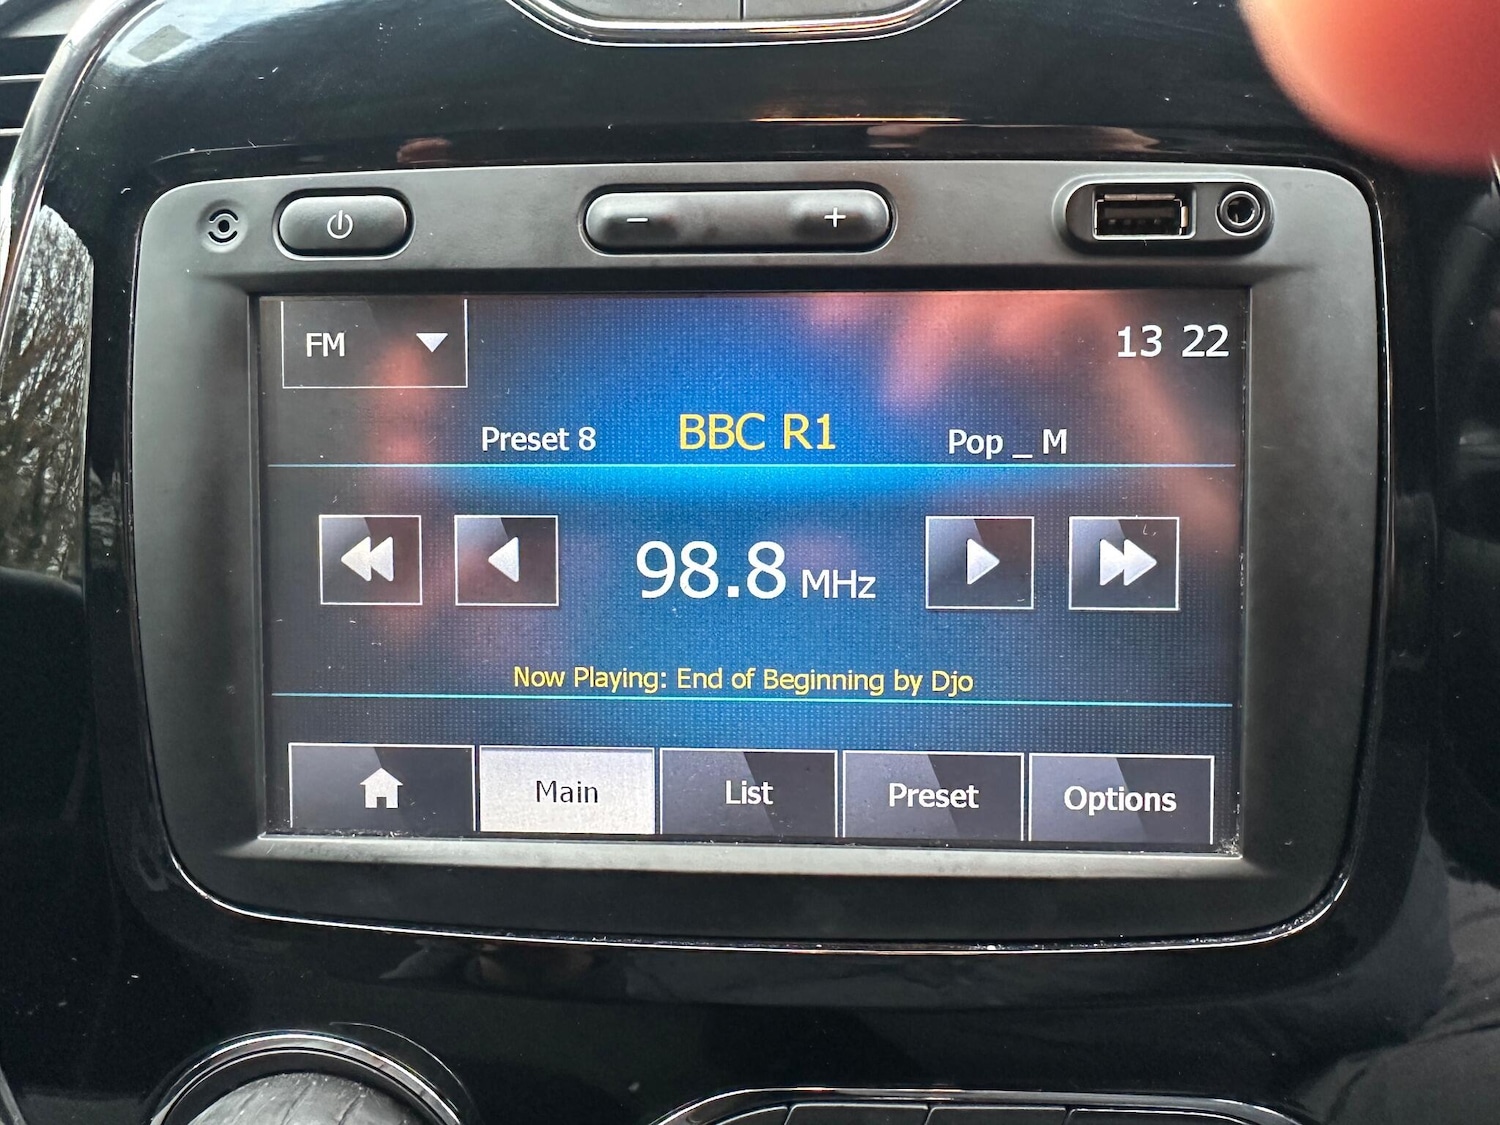 FM
13 22
Preset 8
BBC R1
Pop _ M
98.8 MHz
Now Playing: End of Beginning by Djo
Main
List
Preset
Options